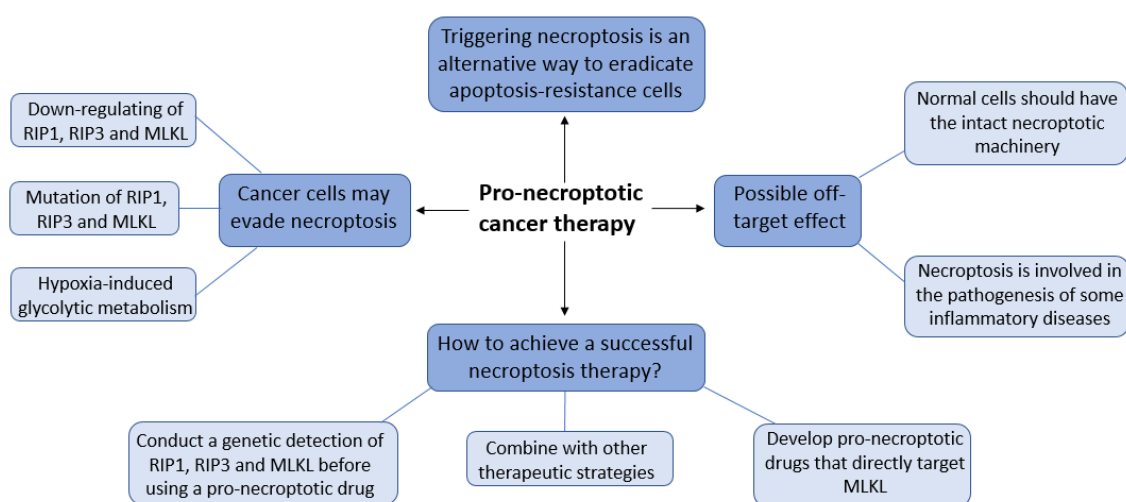 Triggering necroptosis is an
alternative way to eradicate
apoptosis-resistance cells
Down-regulating of
RIP1, RIP3 and MLKL
Mutation of RIP1,
RIP3 and MLKL
Hypoxia-induced
glycolytic metabolism
Cancer cells may
evade necroptosis
Pro-necroptotic
cancer therapy
Possible off-
target effect
Normal cells should have
the intact necroptotic
machinery
Necroptosis is involved in
the pathogenesis of some
inflammatory diseases
How to achieve a successful
necroptosis therapy?
Conduct a genetic detection of
RIP1, RIP3 and MLKL before
using a pro-necroptotic drug
Combine with other
therapeutic strategies
Develop pro-necroptotic
drugs that directly target
MLKL